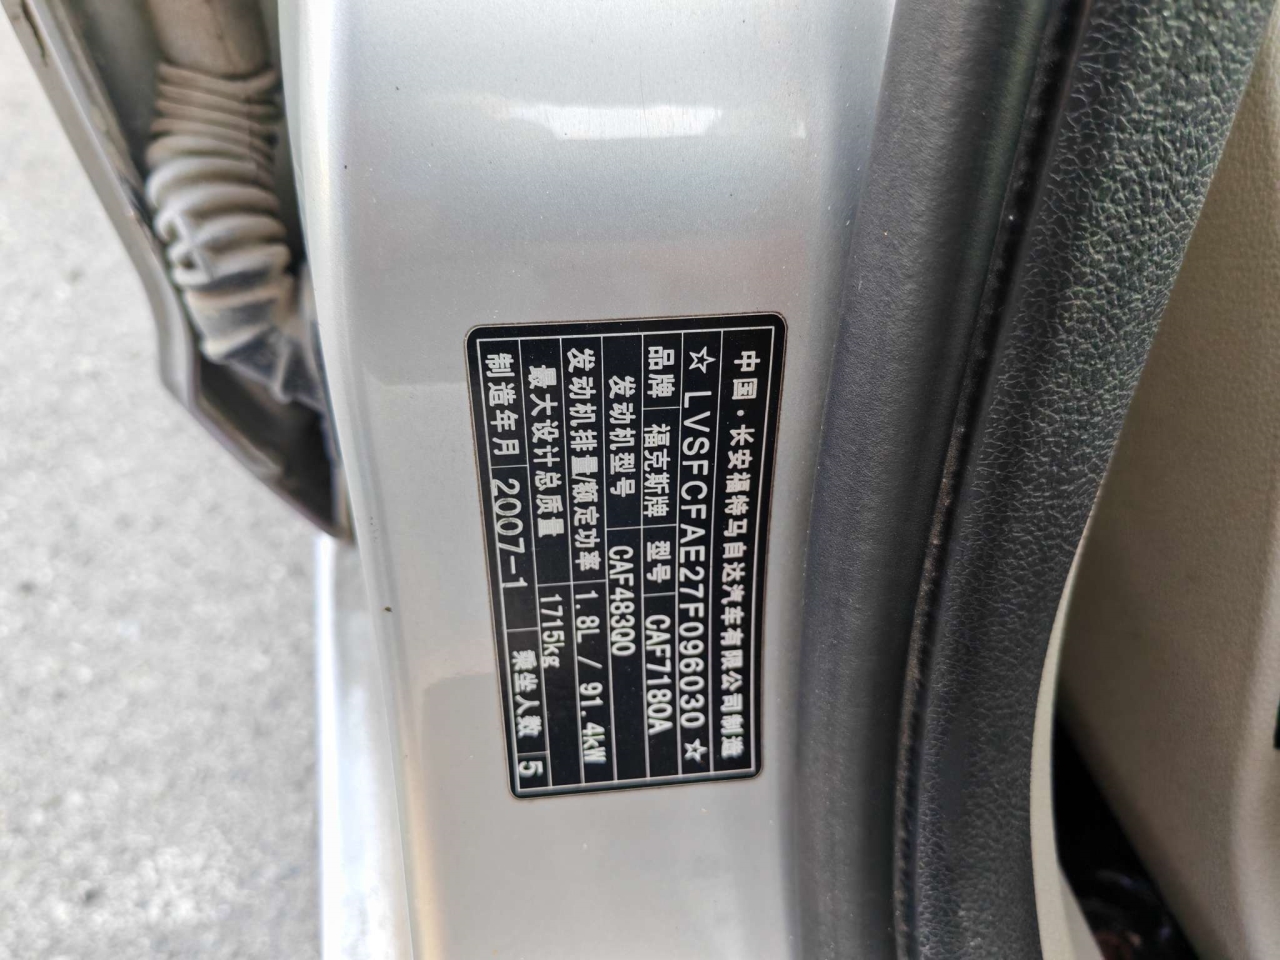 中国·长安福特马自达汽车有限公司制造
☆LVSFCFAE27F096030☆
品牌 福克斯牌 型号 CAF7180A
发动机型号 CAF483Q0
发动机排量/额定功率 1.8L / 91.4kW
最大设计总质量 1715kg
制造年月 2007-1 乘坐人数 5